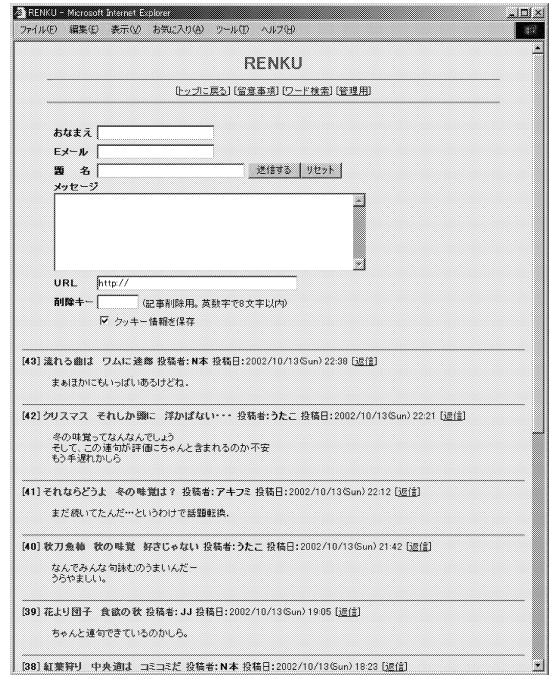 RENKU - Microsoft Internet Explorer
ファイル(F) 編集(E) 表示(V) お気に入り(A) ツール(T) ヘルプ(H)
RENKU
[トップに戻る] [留意事項] [ワード検索] [管理用]
おなまえ
Eメール
題 名 送信する リセット
メッセージ
URL http://
削除キー (記事削除用。英数字で8文字以内)
クッキー情報を保存
[43] 流れる曲は ワムに達郎 投稿者:N本 投稿日:2002/10/13(Sun) 22:38 [返信]
まぁほかにもいっぱいあるけどね.
[42] クリスマス それしか頭に 浮かばない・・・ 投稿者:うたこ 投稿日:2002/10/13(Sun) 22:21 [返信]
冬の味覚ってなんなんでしょう
そして、この連句が評価にちゃんと含まれるのか不安
もう手遅れかしら
[41] それならどうよ 冬の味覚は? 投稿者:アキフミ 投稿日:2002/10/13(Sun) 22:12 [返信]
まだ続いてたんだ…というわけで話題転換.
[40] 秋刀魚柿 秋の味覚 好きじゃない 投稿者:うたこ 投稿日:2002/10/13(Sun) 21:42 [返信]
なんでみんな句詠むのうまいんだー
うらやましい。
[39] 花より団子 食欲の秋 投稿者:JJ 投稿日:2002/10/13(Sun) 19:05 [返信]
ちゃんと連句できているのかしら。
[38] 紅葉狩り 中央道は コミコミだ 投稿者:N本 投稿日:2002/10/13(Sun) 18:23 [返信]